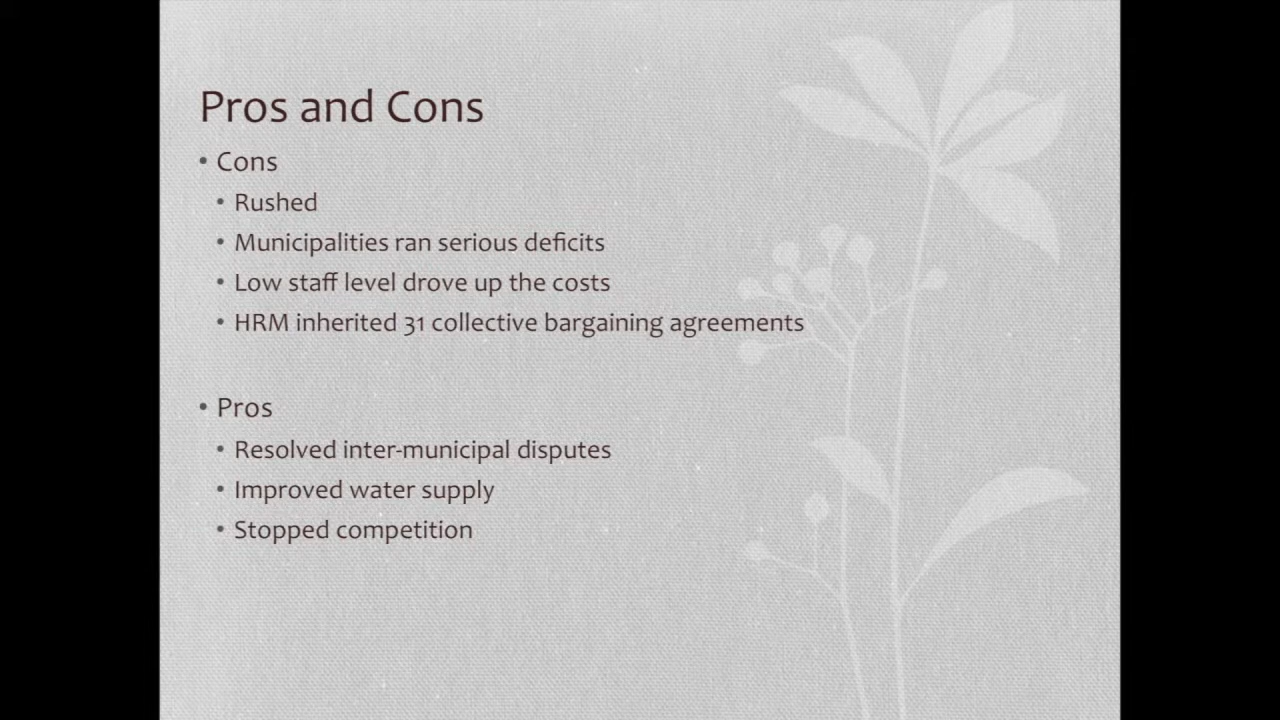 Pros and Cons
• Cons
• Rushed
• Municipalities ran serious deficits
• Low staff level drove up the costs
• HRM inherited 31 collective bargaining agreements
• Pros
• Resolved inter-municipal disputes
• Improved water supply
• Stopped competition